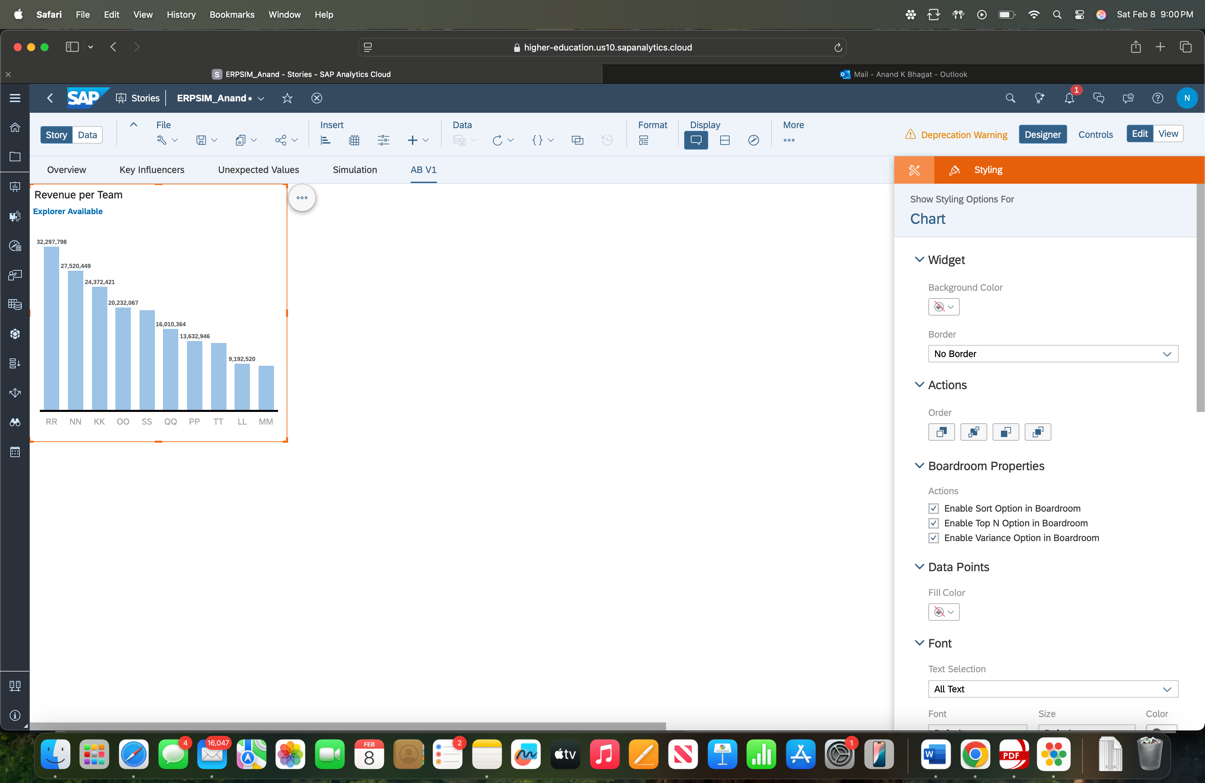 Safari File Edit View History Bookmarks Window Help Sat Feb 8 9:00 PM
higher-education.us10.sapanalytics.cloud
S ERPSIM_Anand - Stories - SAP Analytics Cloud
Mail - Anand K Bhagat - Outlook
SAP Stories ERPSIM_Anand 1 N
Story Data
File
Insert
Data
Format
Display
More
Deprecation Warning Designer Controls Edit View
Overview Key Influencers Unexpected Values Simulation AB V1
Revenue per Team
Explorer Available
32,297,798
27,520,449
24,372,421
20,232,067
16,010,364
13,632,946
9,192,520
RR NN KK OO SS QQ PP TT LL MM
Styling
Show Styling Options For
Chart
Widget
Background Color
Border
No Border
Actions
Order
Boardroom Properties
Actions
Enable Sort Option in Boardroom
Enable Top N Option in Boardroom
Enable Variance Option in Boardroom
Data Points
Fill Color
Font
Text Selection
All Text
Font Size Color
4 16,047 FEB 8 2 tv 1 W PDF